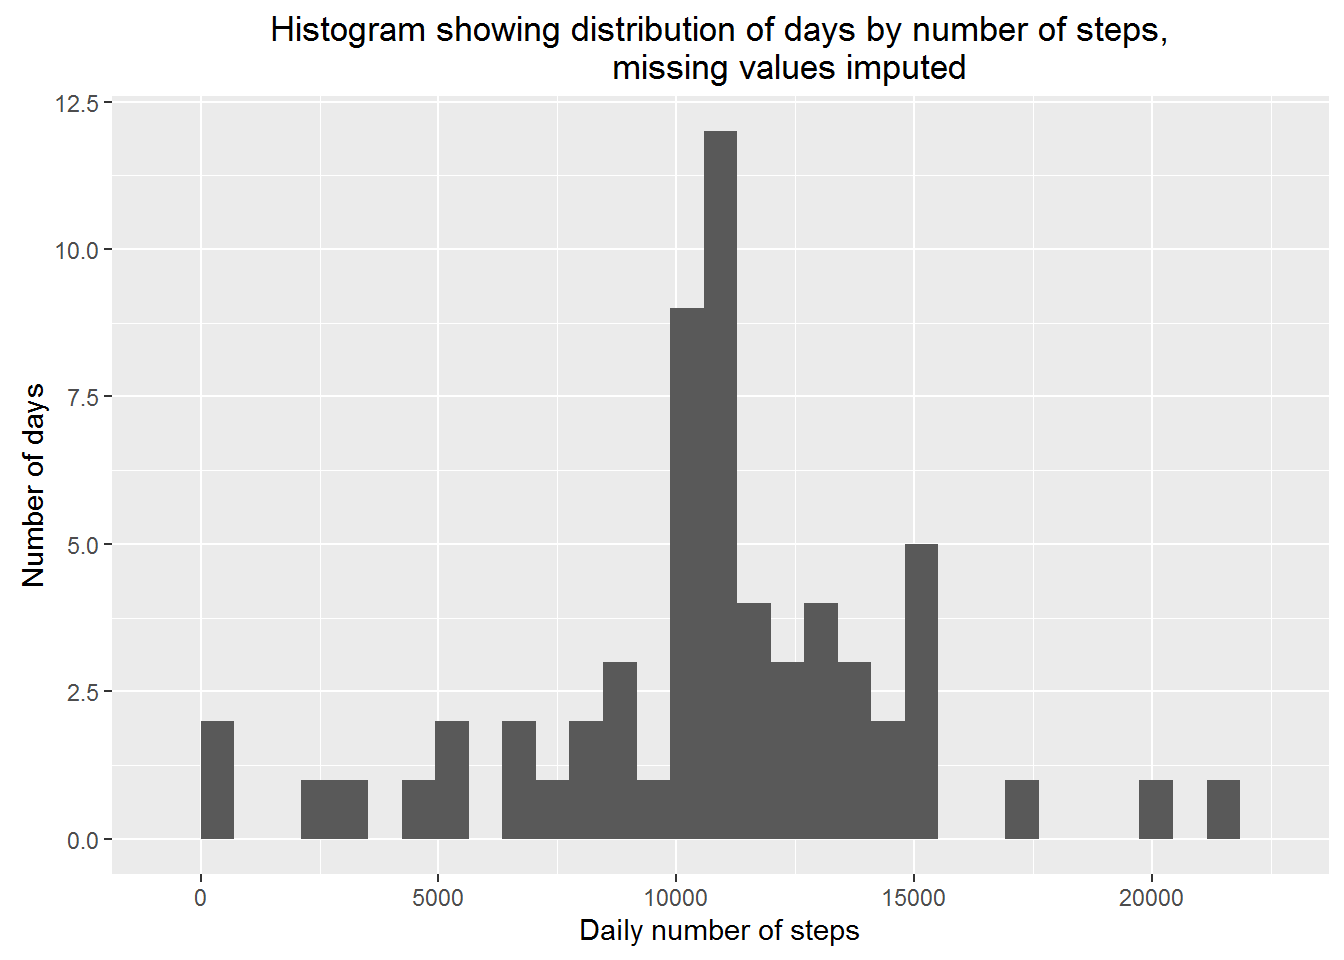 Histogram showing distribution of days by number of steps,
missing values imputed
12.5
10.0
7.5
5.0
2.5
0.0
Number of days
0 5000 10000 15000 20000
Daily number of steps